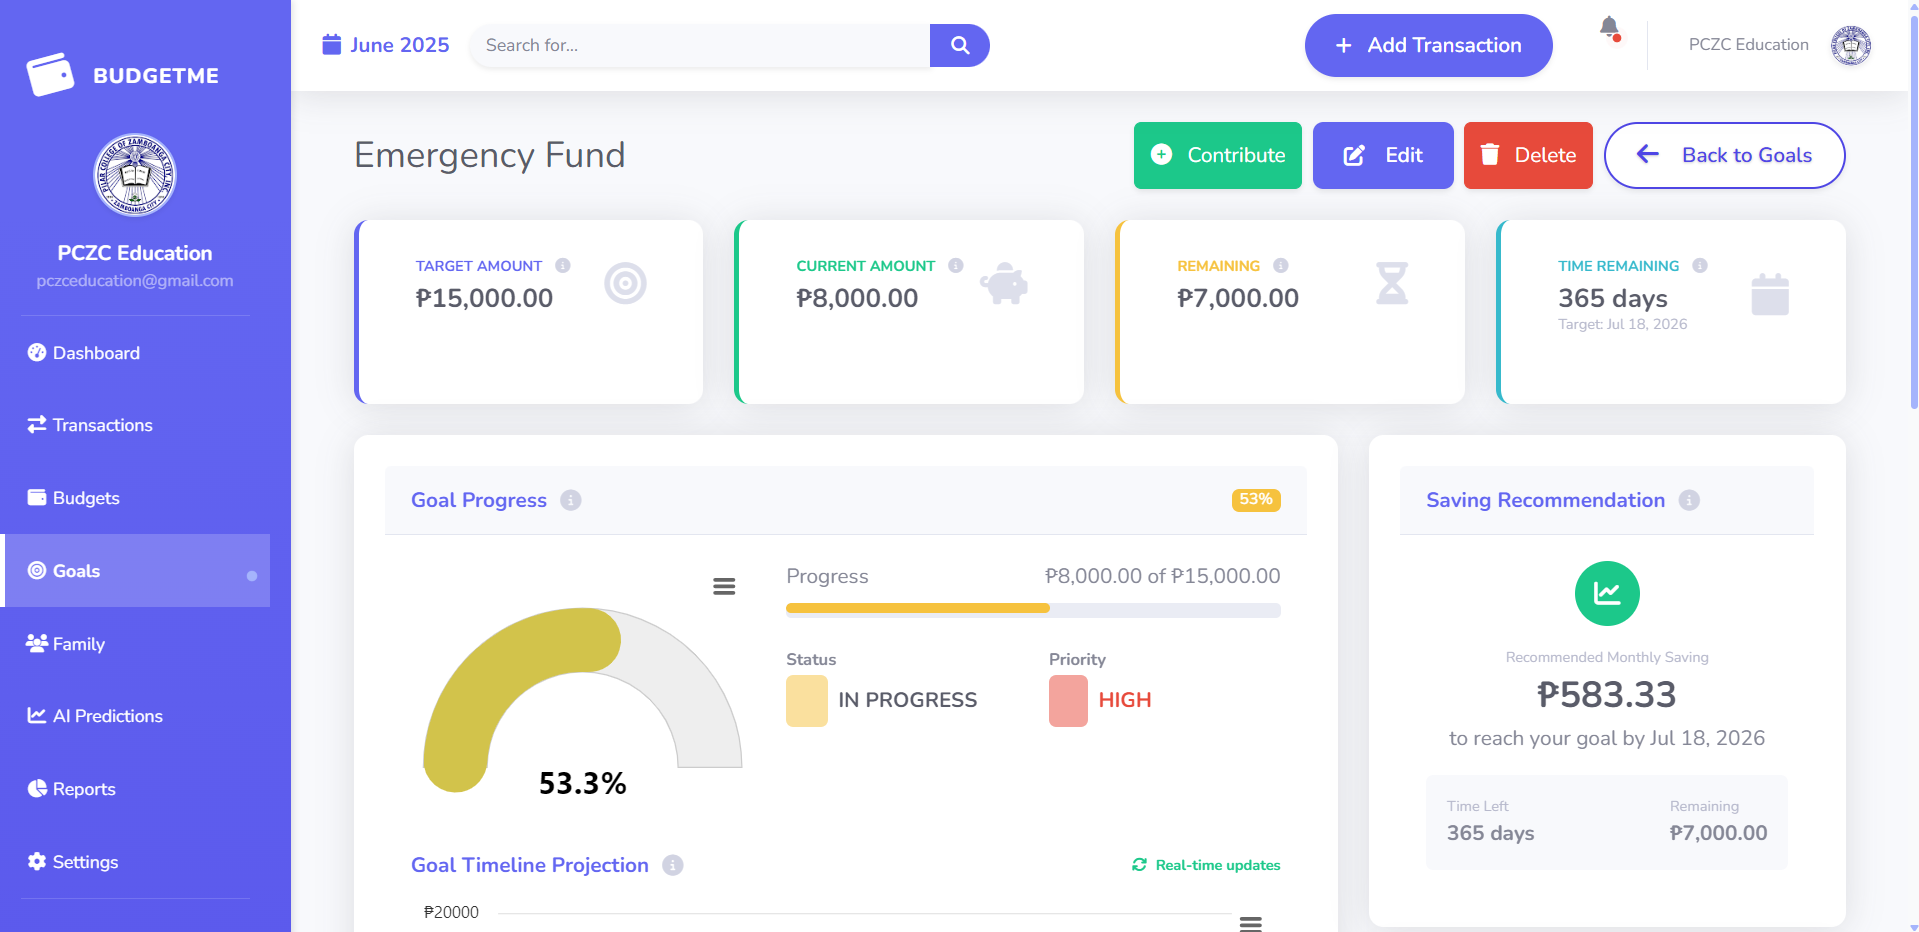 BUDGETME
PCZC Education
pczceducation@gmail.com
Dashboard
Transactions
Budgets
Goals
Family
AI Predictions
Reports
Settings
June 2025
Search for...
+ Add Transaction
PCZC Education
Emergency Fund
Contribute
Edit
Delete
Back to Goals
TARGET AMOUNT
₱15,000.00
CURRENT AMOUNT
₱8,000.00
REMAINING
₱7,000.00
TIME REMAINING
365 days
Target: Jul 18, 2026
Goal Progress
53%
53.3%
Progress
₱8,000.00 of ₱15,000.00
Status
IN PROGRESS
Priority
HIGH
Goal Timeline Projection
Real-time updates
₱20000
Saving Recommendation
Recommended Monthly Saving
₱583.33
to reach your goal by Jul 18, 2026
Time Left
365 days
Remaining
₱7,000.00